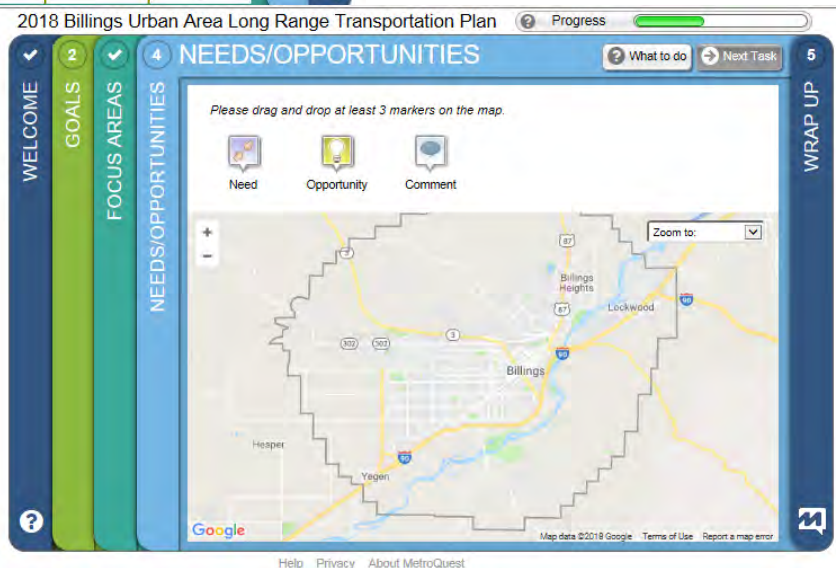 2018 Billings Urban Area Long Range Transportation Plan ? Progress
WELCOME
2
GOALS
FOCUS AREAS
4 NEEDS/OPPORTUNITIES
NEEDS/OPPORTUNITIES
? What to do
Next Task
5
WRAP UP
Please drag and drop at least 3 markers on the map.
Need Opportunity Comment
+
-
Zoom to:
87
3
Billings
Heights
87
Lockwood
90
302 302 3
90
Billings
Hesper
90
Yegen
?
Google
Map data ©2019 Google Terms of Use Report a map error
Help Privacy About MetroQuest